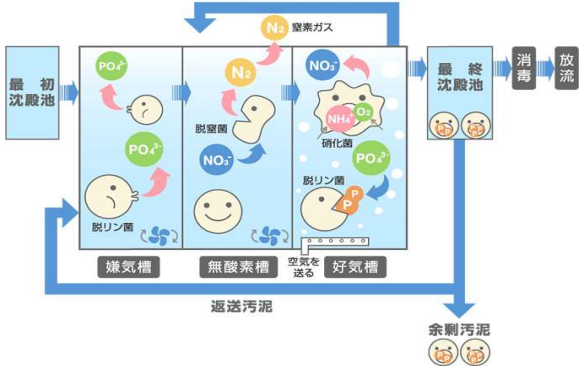 N₂ 窒素ガス
最初
沈殿池
PO₄³⁻
PO₄³⁻
脱リン菌
N₂
脱窒菌
NO₃⁻
NO₃⁻
NH₄⁺
O₂
硝化菌
PO₄³⁻
脱リン菌
P
P
空気を
送る
最終
沈殿池
消毒
放流
嫌気槽
無酸素槽
好気槽
返送汚泥
余剰汚泥